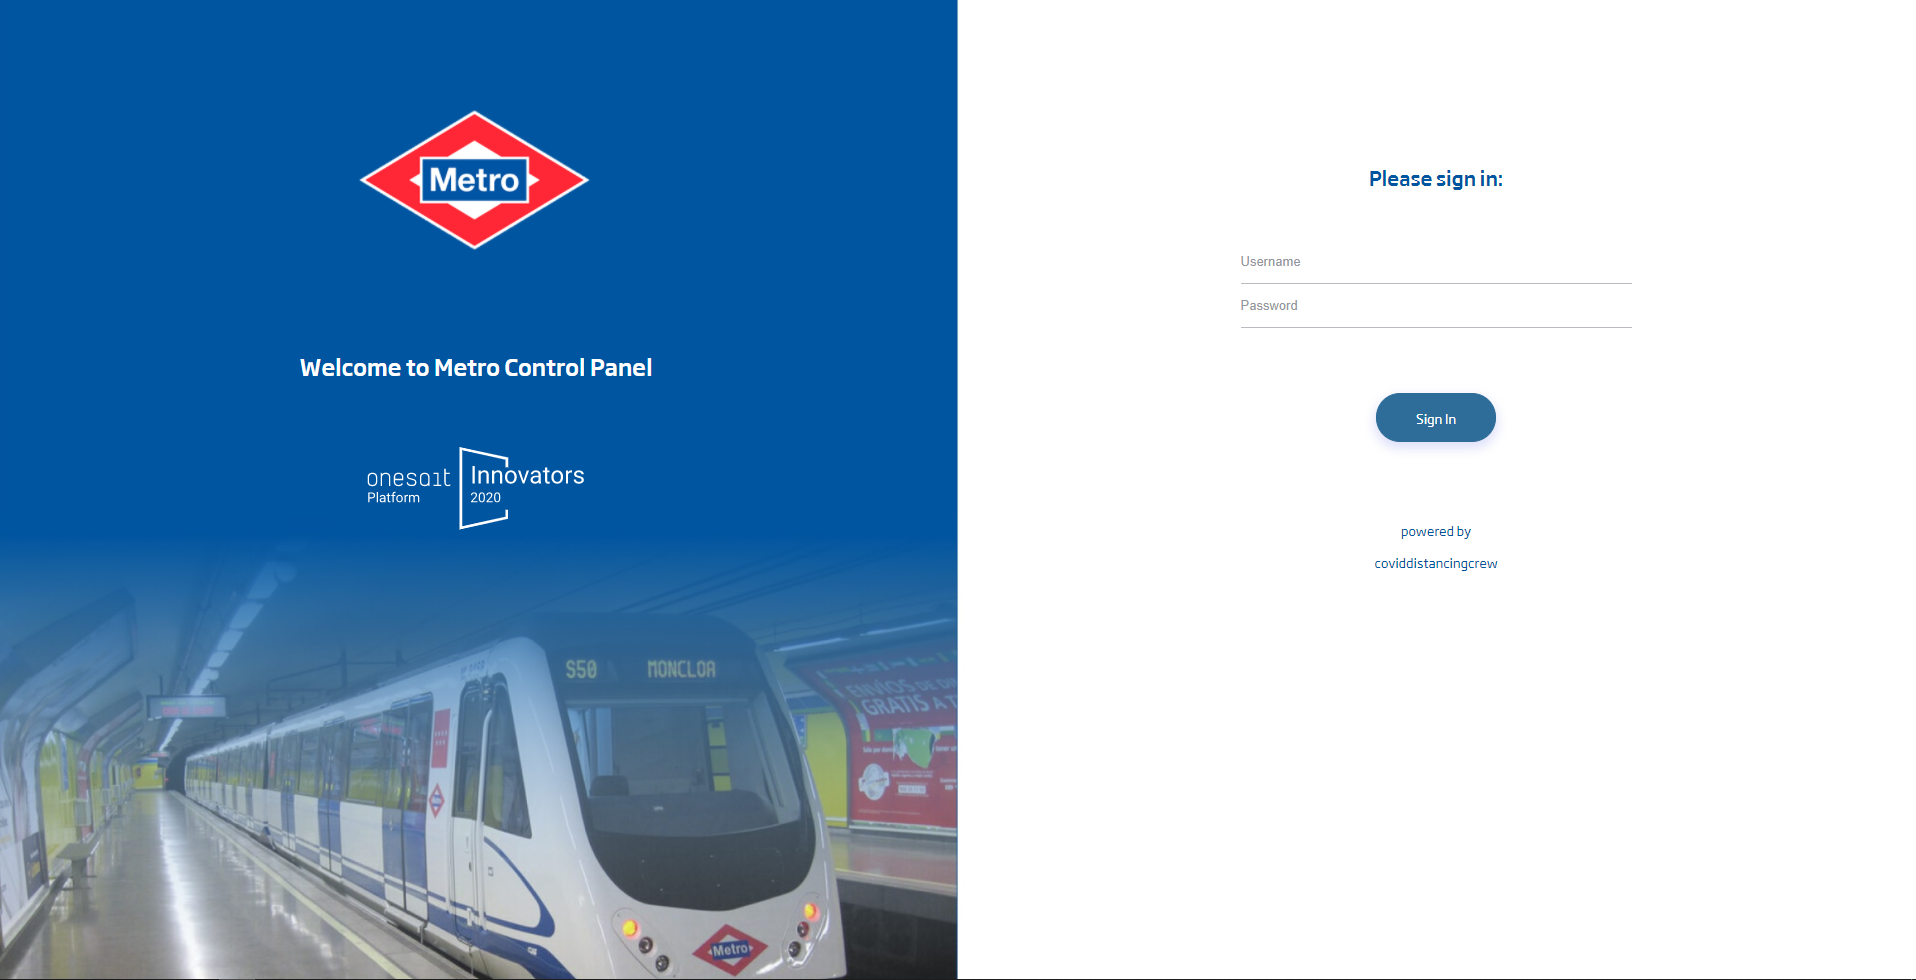 Metro
Welcome to Metro Control Panel
onesait
Platform
Innovators
2020
S50 MONCLOA
ENVÍOS DE
GRATIS A
Metro
Please sign in:
Username
Password
Sign In
powered by
coviddistancingcrew